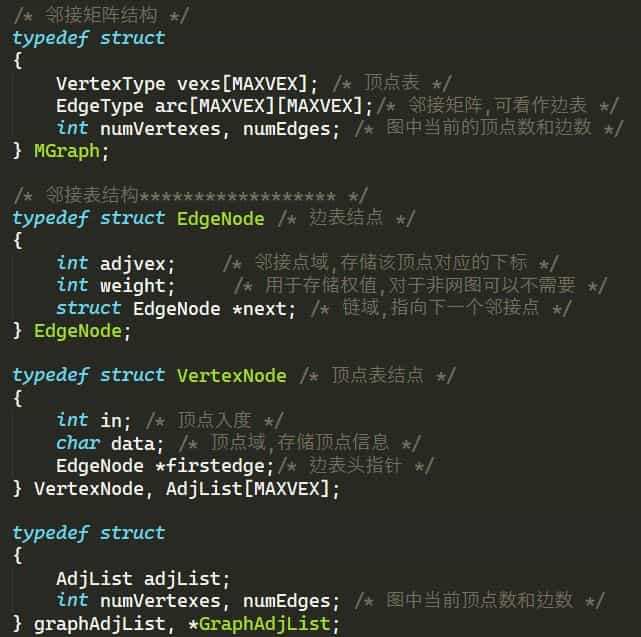 /* 邻接矩阵结构 */
typedef struct
{
    VertexType vexs[MAXVEX]; /* 顶点表 */
    EdgeType arc[MAXVEX][MAXVEX];/* 邻接矩阵,可看作边表 */
    int numVertexes, numEdges; /* 图中当前的顶点数和边数 */
} MGraph;

/* 邻接表结构****************** */
typedef struct EdgeNode /* 边表结点 */
{
    int adjvex;    /* 邻接点域,存储该顶点对应的下标 */
    int weight;     /* 用于存储权值,对于非网图可以不需要 */
    struct EdgeNode *next; /* 链域,指向下一个邻接点 */
} EdgeNode;

typedef struct VertexNode /* 顶点表结点 */
{
    int in; /* 顶点入度 */
    char data; /* 顶点域,存储顶点信息 */
    EdgeNode *firstedge;/* 边表头指针 */
} VertexNode, AdjList[MAXVEX];

typedef struct
{
    AdjList adjList;
    int numVertexes, numEdges; /* 图中当前顶点数和边数 */
} graphAdjList, *GraphAdjList;